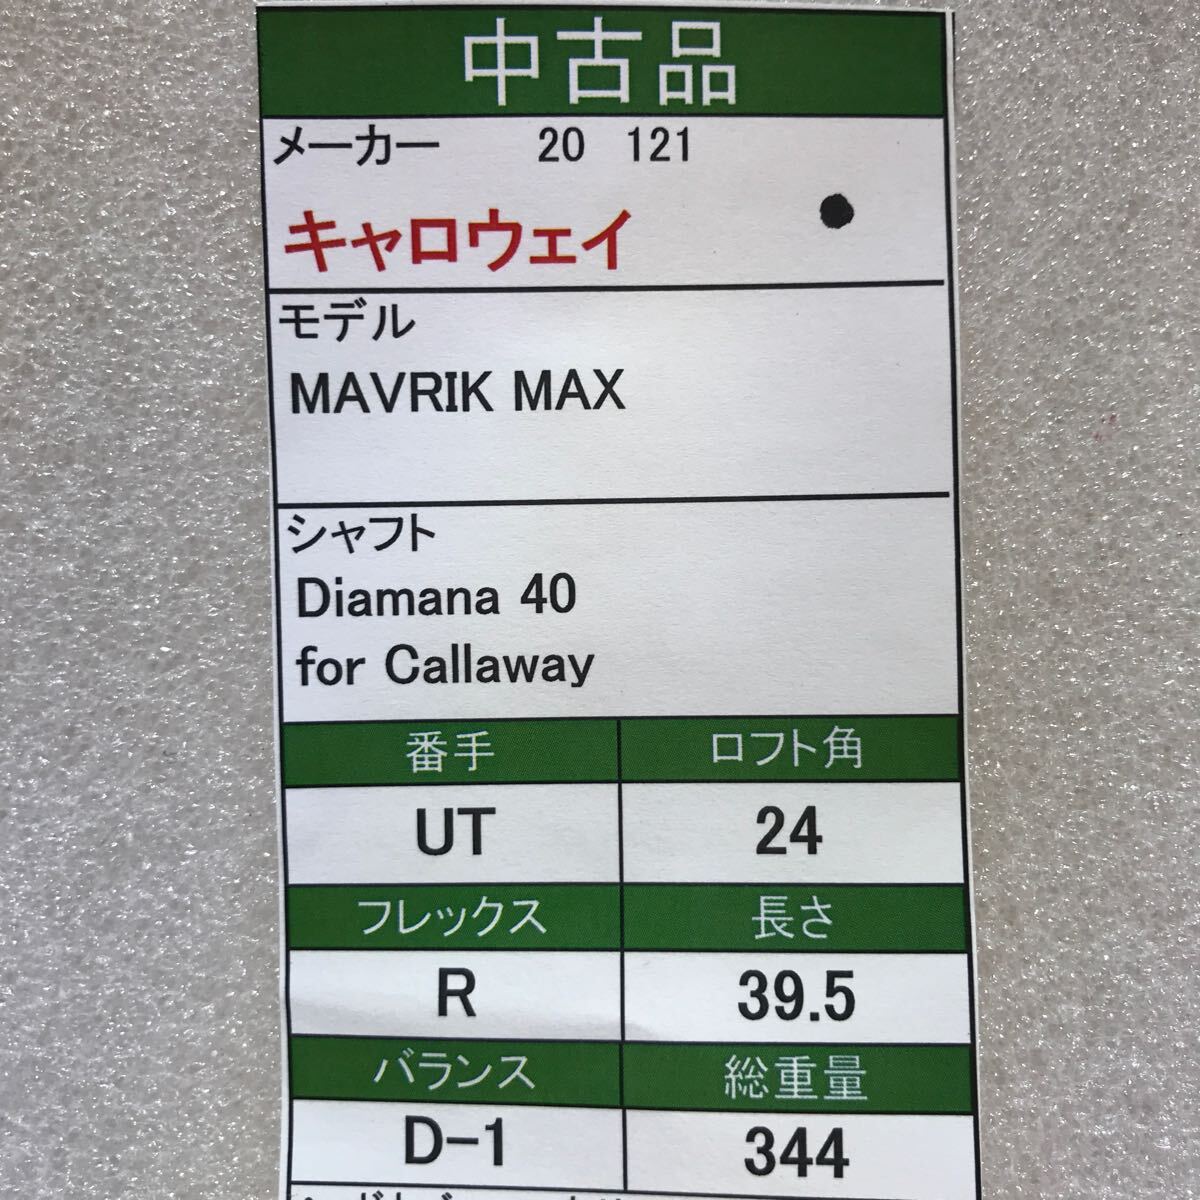 中古品
メーカー 20 121
キャロウェイ
モデル
MAVRIK MAX
シャフト
Diamana 40
for Callaway
番手 ロフト角
UT 24
フレックス 長さ
R 39.5
バランス 総重量
D-1 344